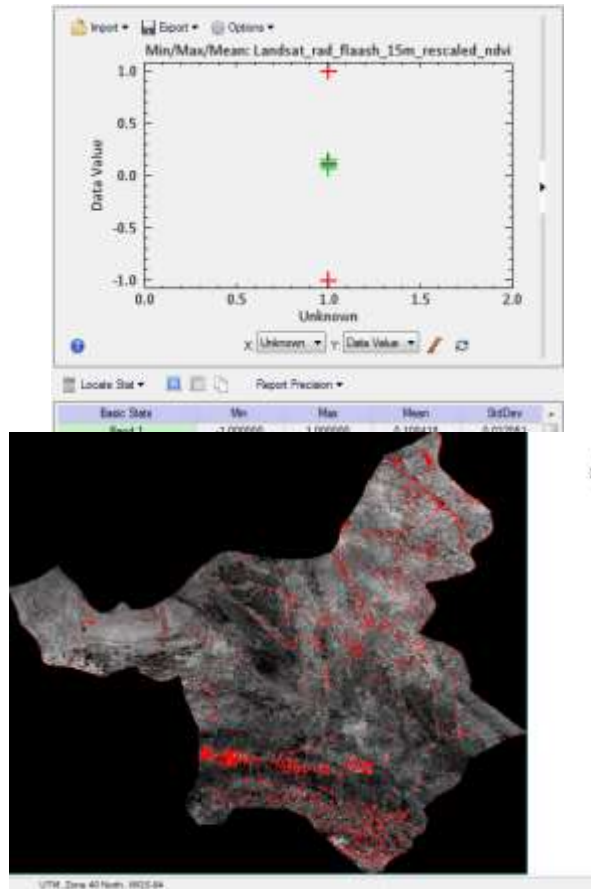 Import Export Options
Min/Max/Mean: Landsat_rad_flaash_15m_rescaled_ndvi
1.0
0.5
0.0
-0.5
-1.0
Data Value
0.0 0.5 1.0 1.5 2.0
Unknown
X: Unknown Y: Data Value
Locate Stat Report Precision
Basic Stats Min Max Mean StdDev
Band 1 -1.000000 1.000000
UTM, Zone 40 North, WGS-84